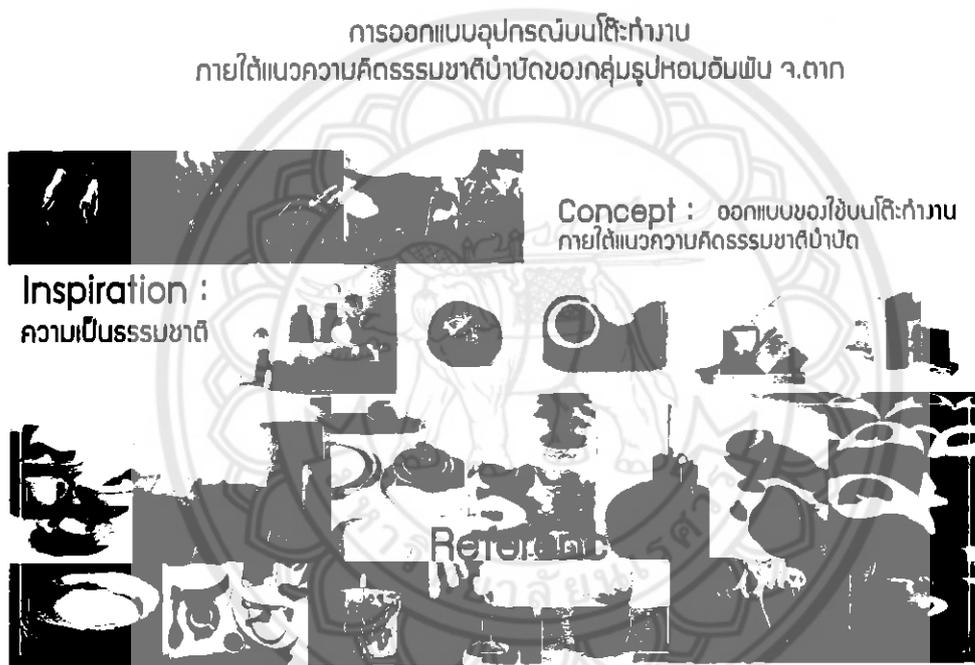 การออกแบบอุปกรณ์บนโต๊ะทำงาน
ภายใต้แนวความคิดธรรมชาติบำบัดของกลุ่มธูปหอมอัมพัน จ.ตาก
Concept : ออกแบบของใช้บนโต๊ะทำงาน
ภายใต้แนวความคิดธรรมชาติบำบัด
Inspiration :
ความเป็นธรรมชาติ
Referenc